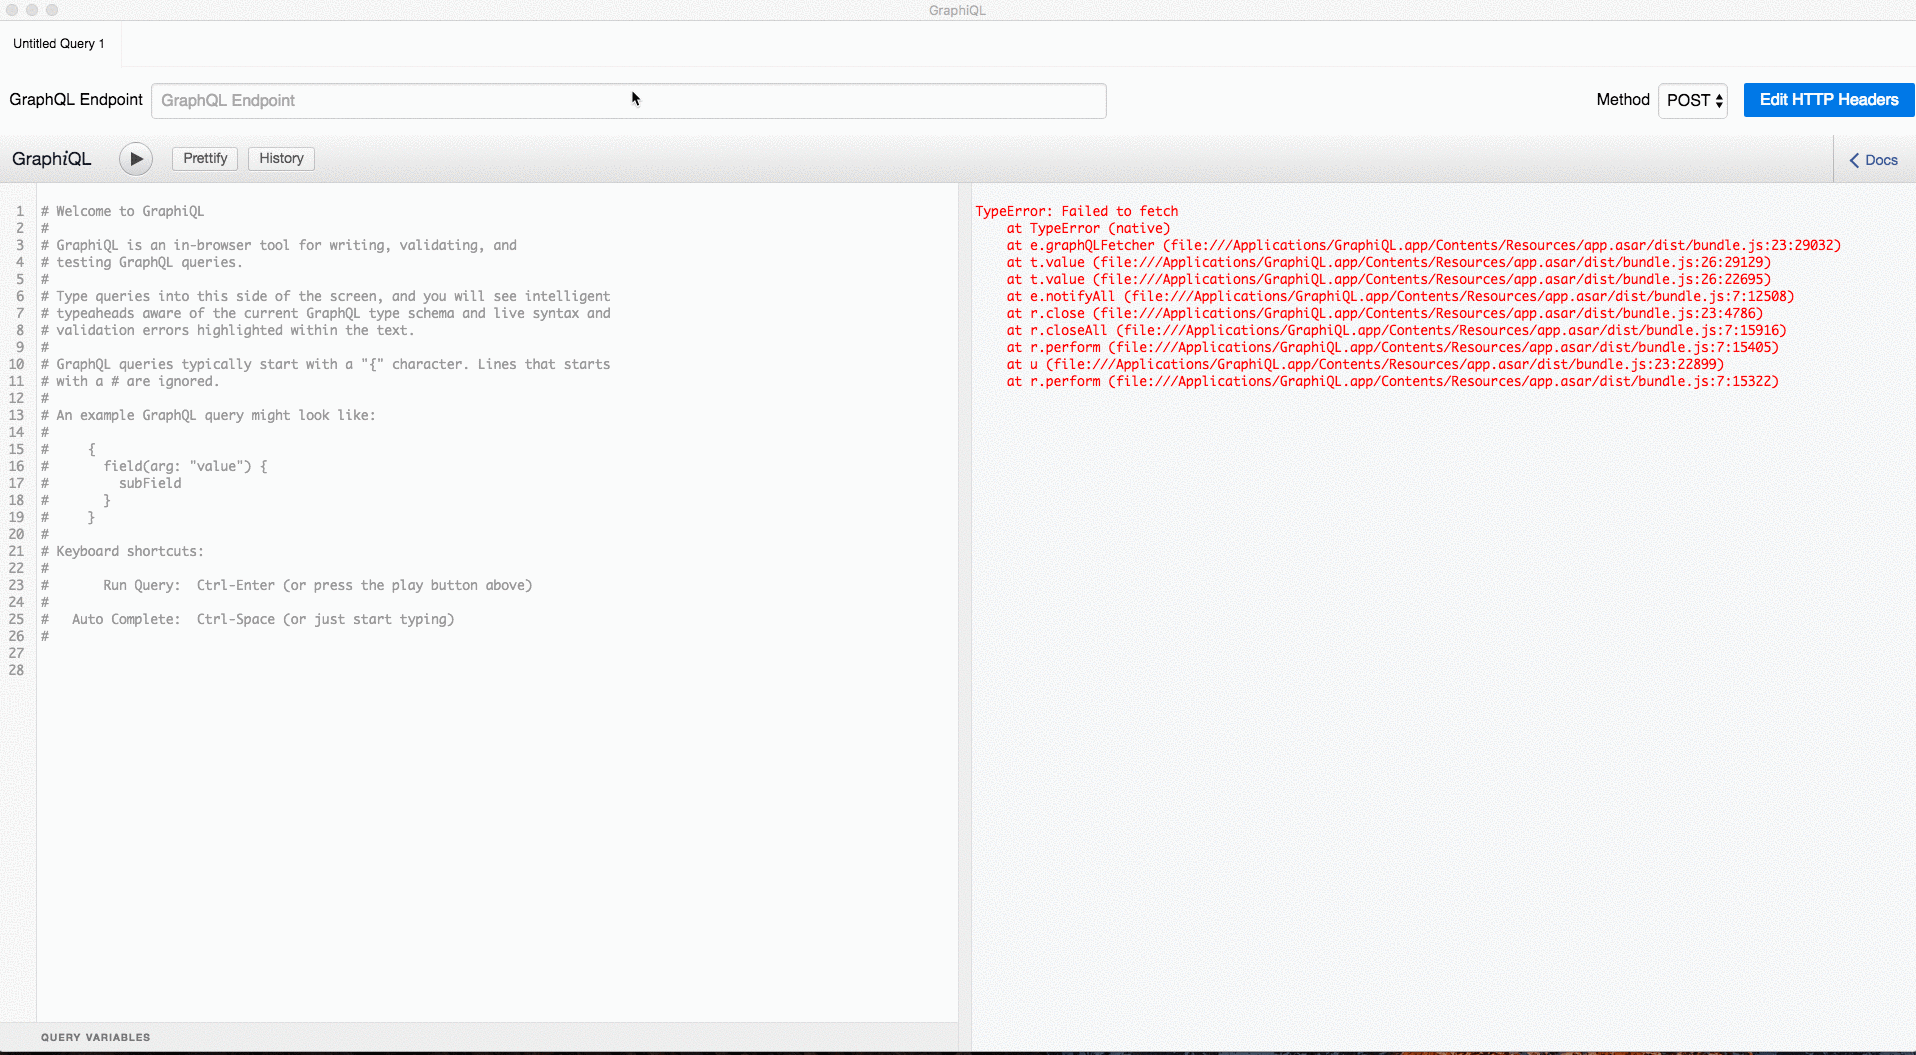 GraphiQL
Untitled Query 1
GraphQL Endpoint GraphQL Endpoint Method POST Edit HTTP Headers
GraphiQL Prettify History Docs
1 # Welcome to GraphiQL
2 #
3 # GraphiQL is an in-browser tool for writing, validating, and
4 # testing GraphQL queries.
5 #
6 # Type queries into this side of the screen, and you will see intelligent
7 # typeaheads aware of the current GraphQL type schema and live syntax and
8 # validation errors highlighted within the text.
9 #
10 # GraphQL queries typically start with a "{" character. Lines that starts
11 # with a # are ignored.
12 #
13 # An example GraphQL query might look like:
14 #
15 #     {
16 #       field(arg: "value") {
17 #         subField
18 #       }
19 #     }
20 #
21 # Keyboard shortcuts:
22 #
23 #       Run Query:  Ctrl-Enter (or press the play button above)
24 #
25 #   Auto Complete:  Ctrl-Space (or just start typing)
26 #
27
28
QUERY VARIABLES
TypeError: Failed to fetch
    at TypeError (native)
    at e.graphQLFetcher (file:///Applications/GraphiQL.app/Contents/Resources/app.asar/dist/bundle.js:23:29032)
    at t.value (file:///Applications/GraphiQL.app/Contents/Resources/app.asar/dist/bundle.js:26:29129)
    at t.value (file:///Applications/GraphiQL.app/Contents/Resources/app.asar/dist/bundle.js:26:22695)
    at e.notifyAll (file:///Applications/GraphiQL.app/Contents/Resources/app.asar/dist/bundle.js:7:12508)
    at r.close (file:///Applications/GraphiQL.app/Contents/Resources/app.asar/dist/bundle.js:23:4786)
    at r.closeAll (file:///Applications/GraphiQL.app/Contents/Resources/app.asar/dist/bundle.js:7:15916)
    at r.perform (file:///Applications/GraphiQL.app/Contents/Resources/app.asar/dist/bundle.js:7:15405)
    at u (file:///Applications/GraphiQL.app/Contents/Resources/app.asar/dist/bundle.js:23:22899)
    at r.perform (file:///Applications/GraphiQL.app/Contents/Resources/app.asar/dist/bundle.js:7:15322)